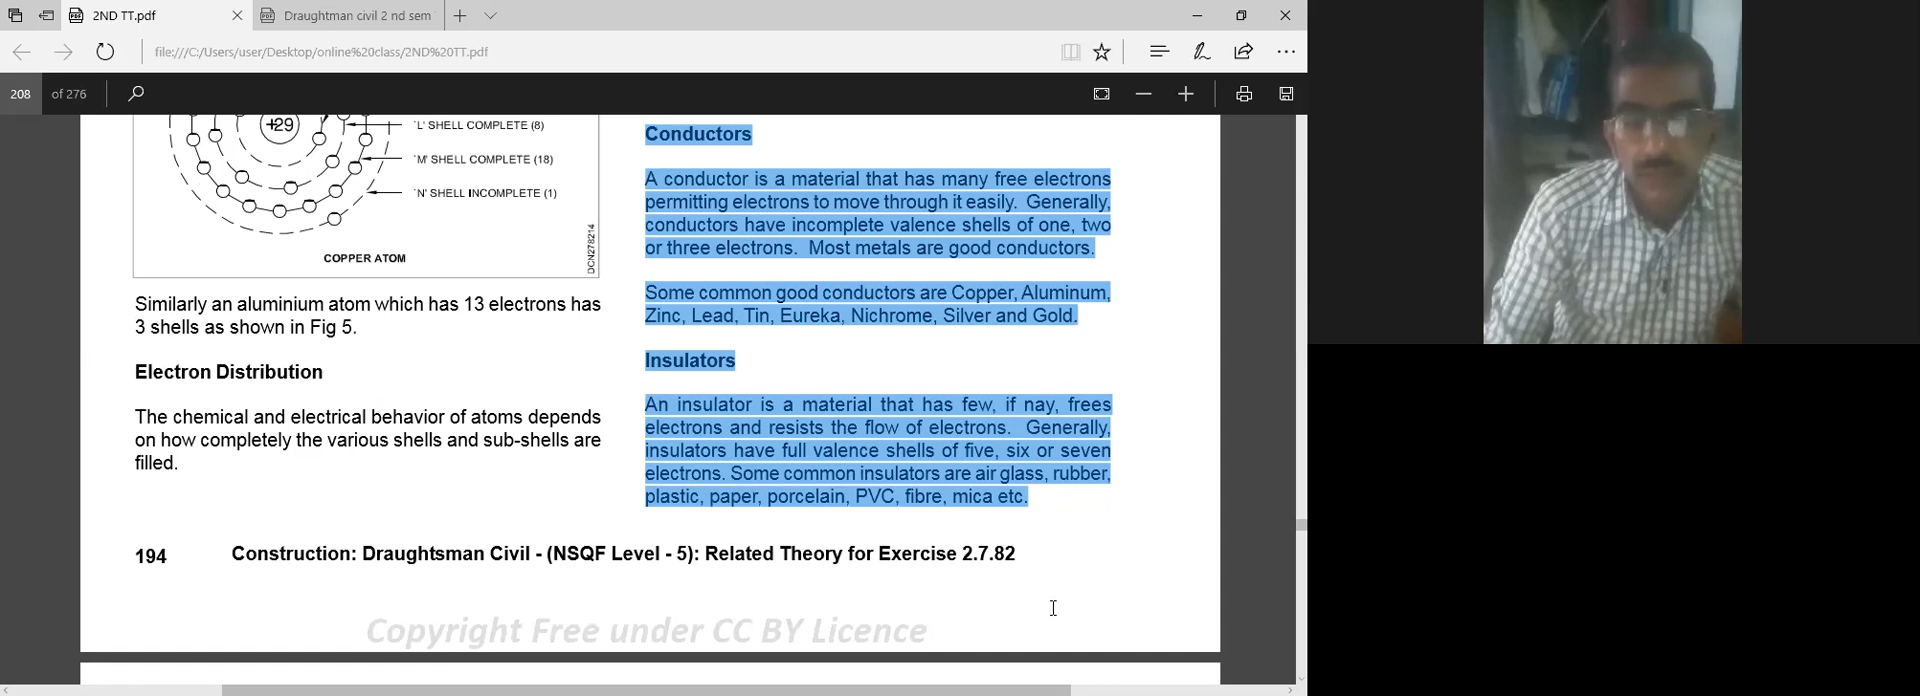 2ND TT.pdf
Draughtman civil 2 nd sem
file:///C:/Users/user/Desktop/online%20class/2ND%20TT.pdf
208 of 276
+29
`L' SHELL COMPLETE (8)
`M' SHELL COMPLETE (18)
`N' SHELL INCOMPLETE (1)
DCN278214
COPPER ATOM
Similarly an aluminium atom which has 13 electrons has
3 shells as shown in Fig 5.
Electron Distribution
The chemical and electrical behavior of atoms depends
on how completely the various shells and sub-shells are
filled.
Conductors
A conductor is a material that has many free electrons
permitting electrons to move through it easily. Generally,
conductors have incomplete valence shells of one, two
or three electrons. Most metals are good conductors.
Some common good conductors are Copper, Aluminum,
Zinc, Lead, Tin, Eureka, Nichrome, Silver and Gold.
Insulators
An insulator is a material that has few, if nay, frees
electrons and resists the flow of electrons. Generally,
insulators have full valence shells of five, six or seven
electrons. Some common insulators are air glass, rubber,
plastic, paper, porcelain, PVC, fibre, mica etc.
194 Construction: Draughtsman Civil - (NSQF Level - 5): Related Theory for Exercise 2.7.82
Copyright Free under CC BY Licence